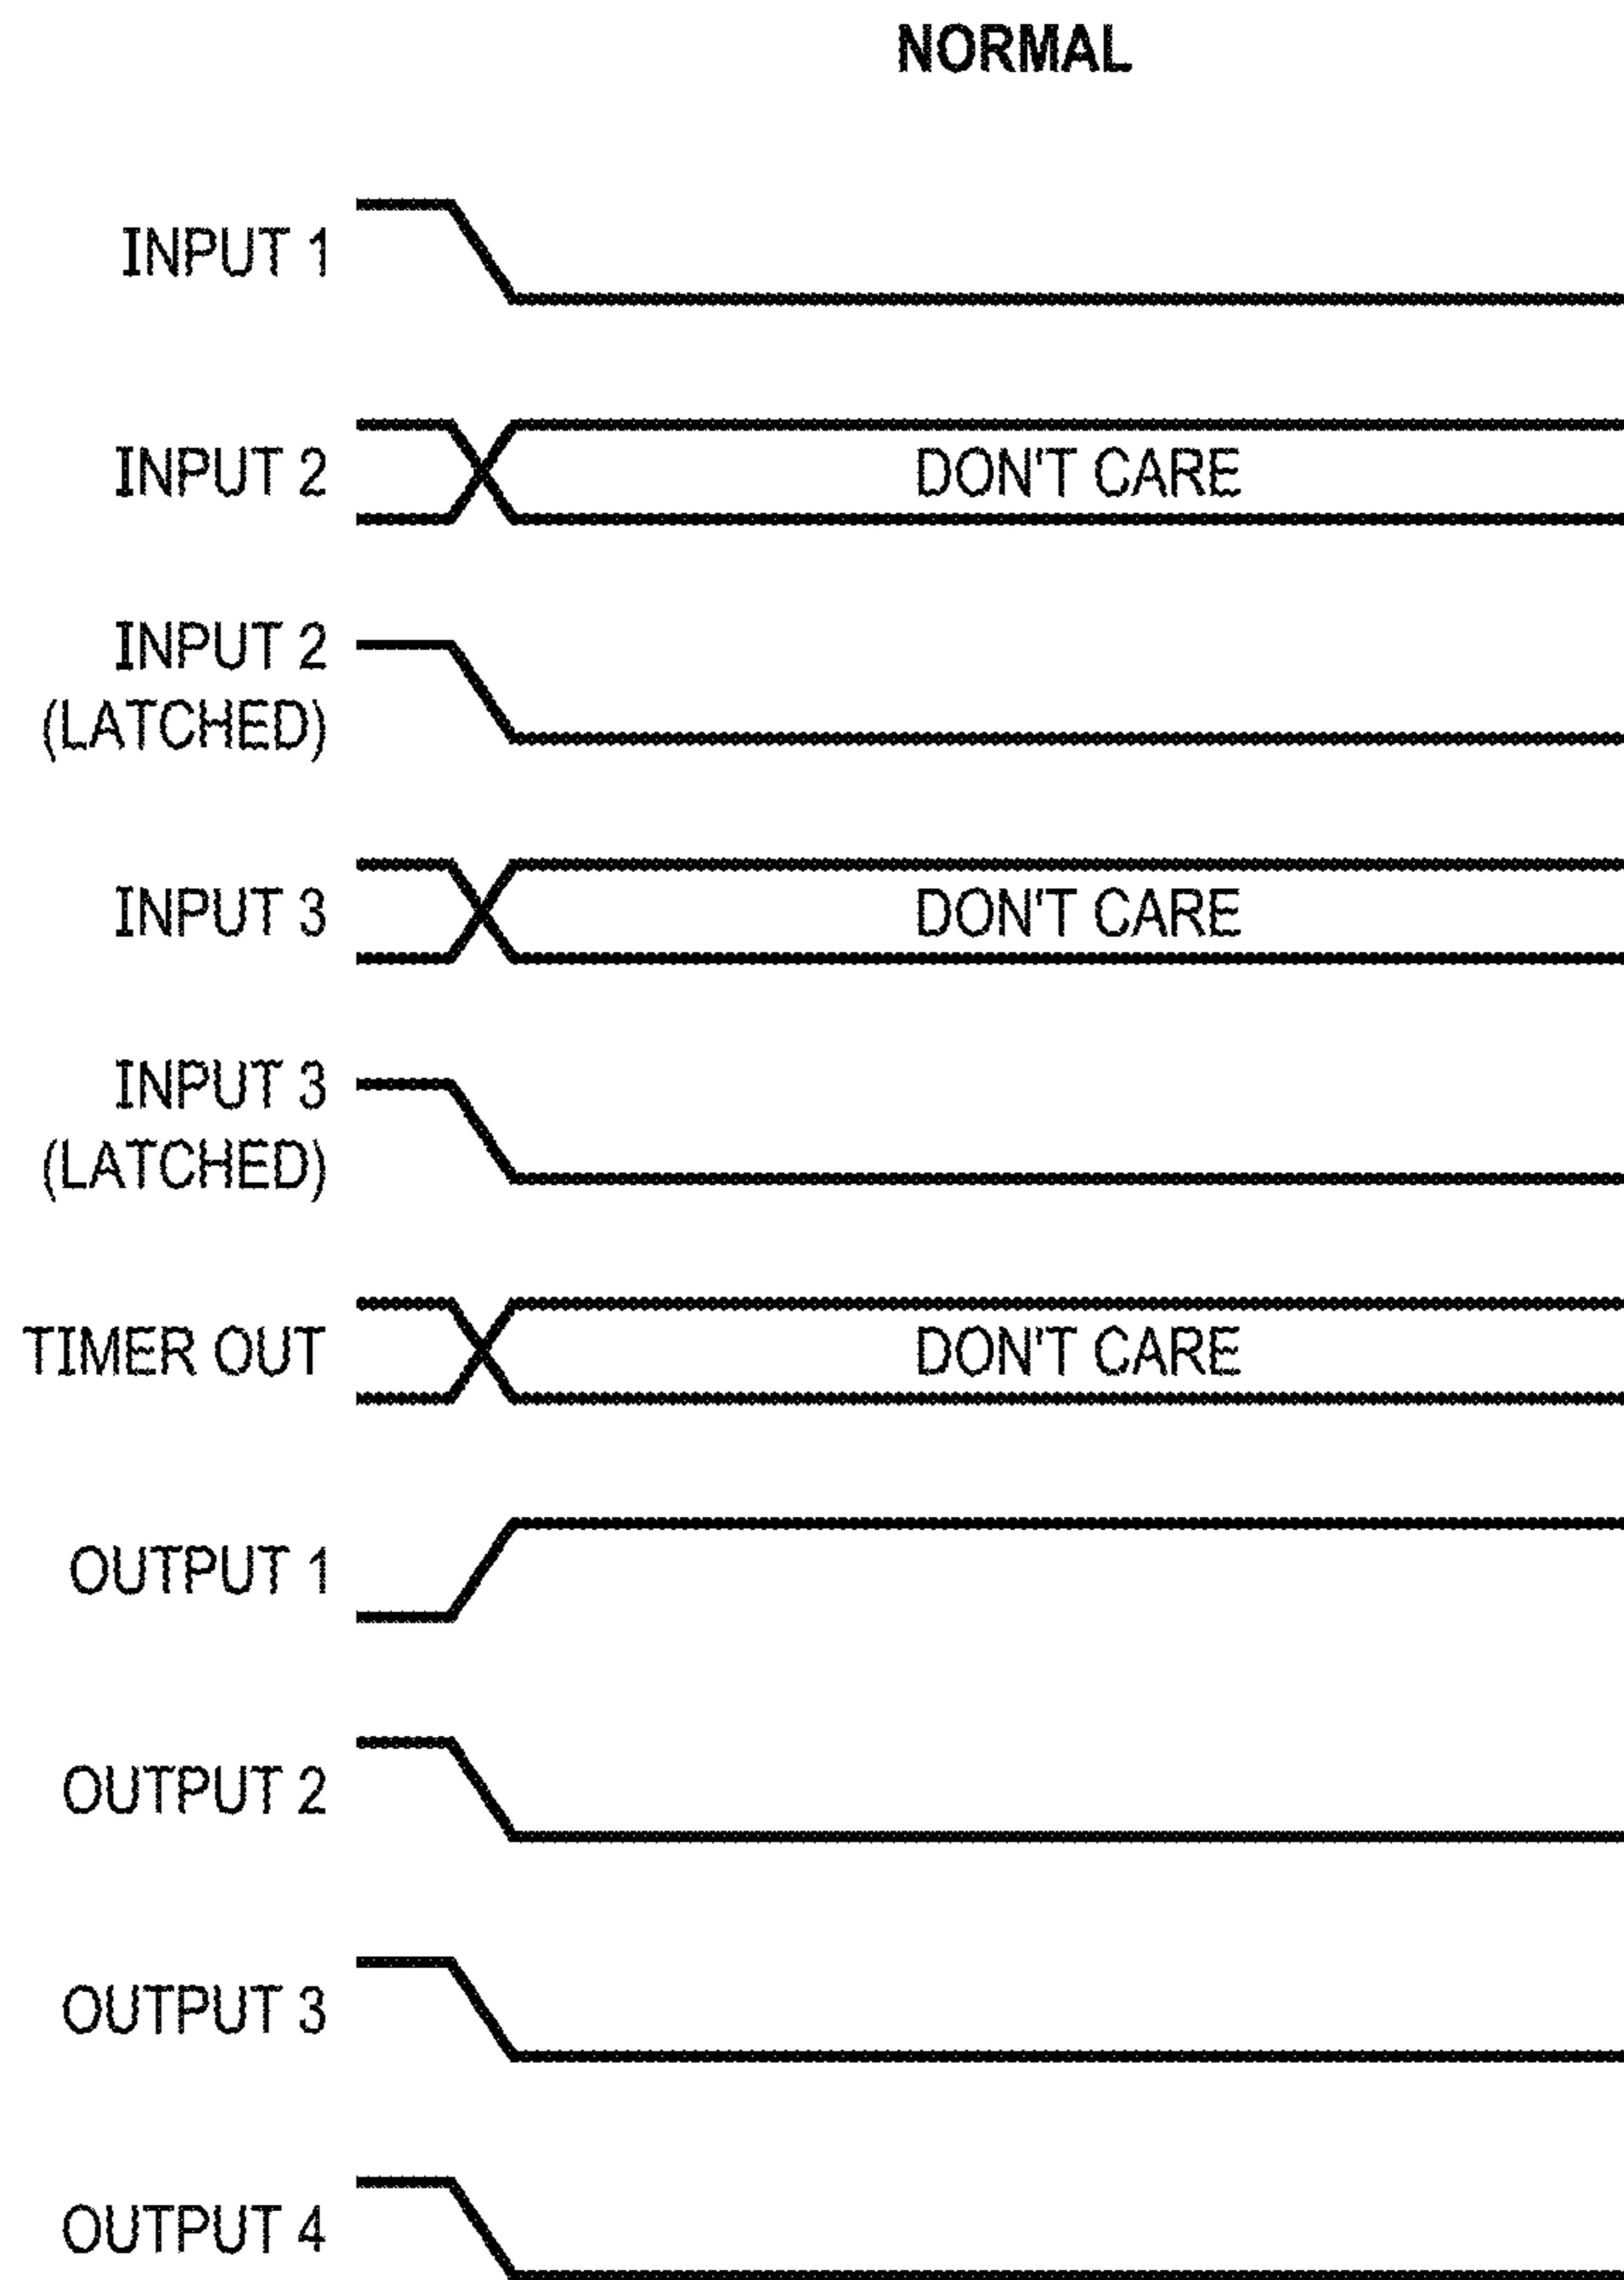 NORMAL
INPUT 1
INPUT 2
DON'T CARE
INPUT 2
(LATCHED)
INPUT 3
DON'T CARE
INPUT 3
(LATCHED)
TIMER OUT
DON'T CARE
OUTPUT 1
OUTPUT 2
OUTPUT 3
OUTPUT 4